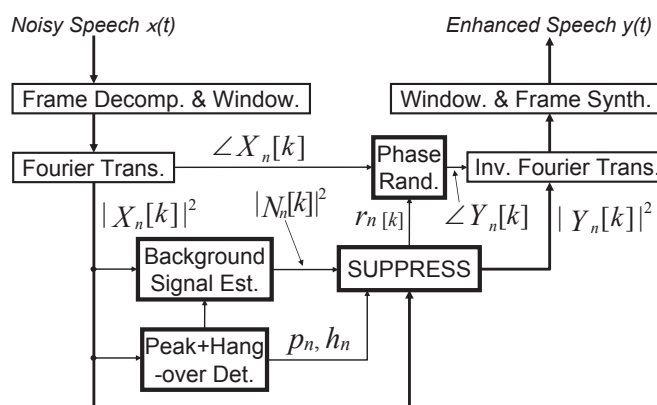 Noisy Speech x(t)
Enhanced Speech y(t)
Frame Decomp. & Window.
Window. & Frame Synth.
Fourier Trans.
∠X_n[k]
Phase
Rand.
Inv. Fourier Trans.
|X_n[k]|²
|N_n[k]|²
r_n[k]
∠Y_n[k]
|Y_n[k]|²
Background
Signal Est.
SUPPRESS
Peak+Hang
-over Det.
p_n, h_n